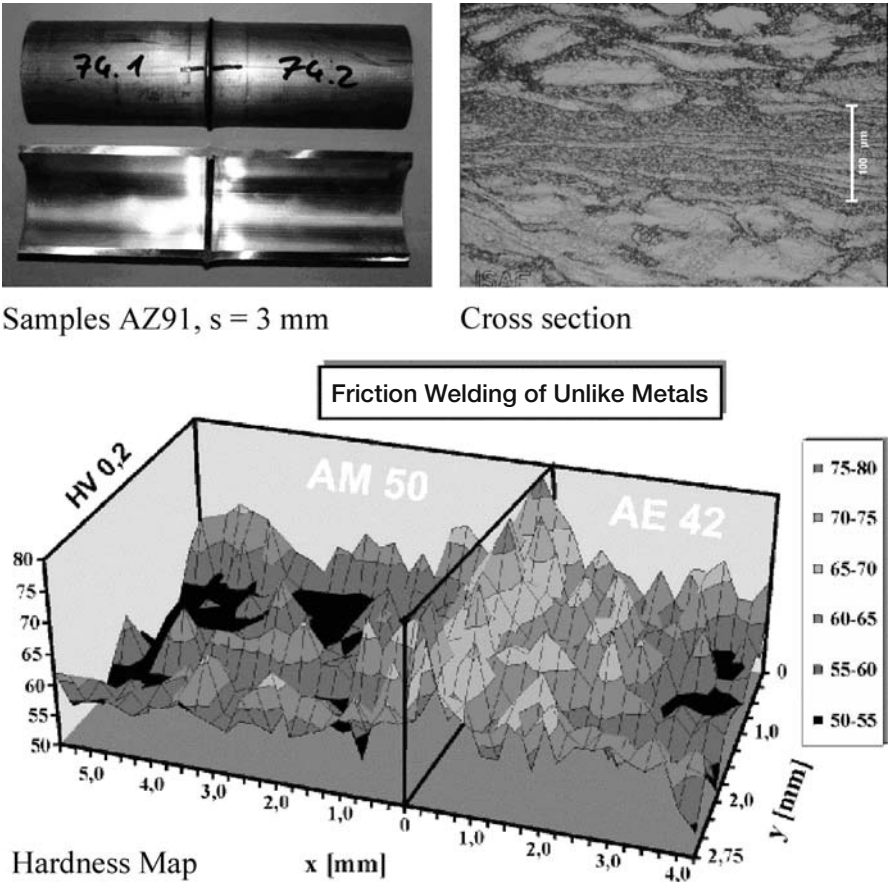 74.1 74.2
100 µm
ISAF
Samples AZ91, s = 3 mm
Cross section
Friction Welding of Unlike Metals
HV 0,2
AM 50
AE 42
80
75
70
65
60
55
50
75-80
70-75
65-70
60-65
55-60
50-55
5,0
4,0
3,0
2,0
1,0
0
1,0
2,0
3,0
4,0
0
1,0
2,0
2,75
y [mm]
Hardness Map
x [mm]